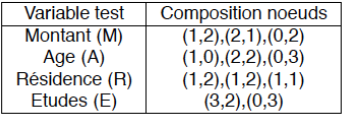 Variable test Composition noeuds
Montant (M) (1,2),(2,1),(0,2)
Age (A) (1,0),(2,2),(0,3)
Résidence (R) (1,2),(1,2),(1,1)
Etudes (E) (3,2),(0,3)